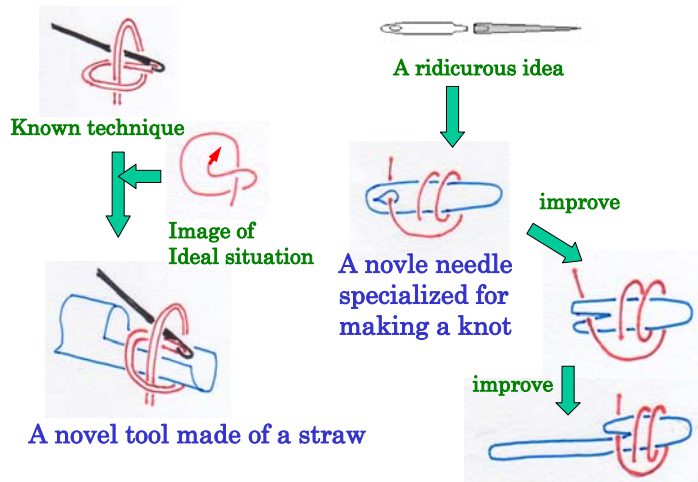 Known technique
Image of
Ideal situation
A novel tool made of a straw
A ridicurous idea
A novle needle
specialized for
making a knot
improve
improve